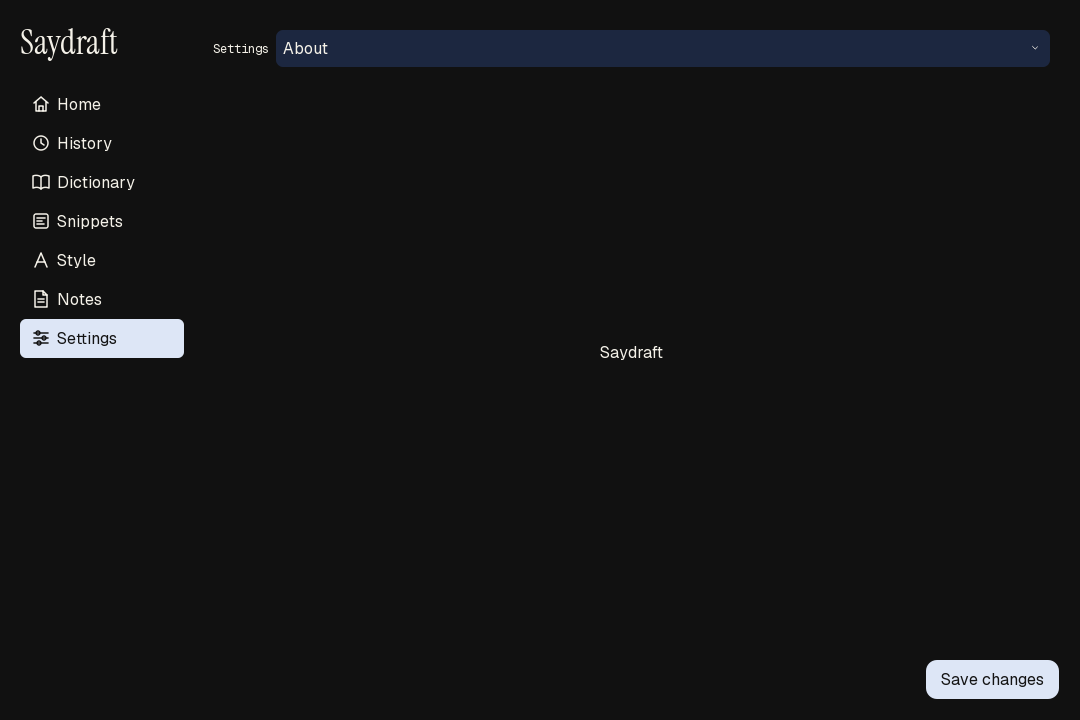 Saydraft
Settings
About
Home
History
Dictionary
Snippets
Style
Notes
Settings
Saydraft
Save changes